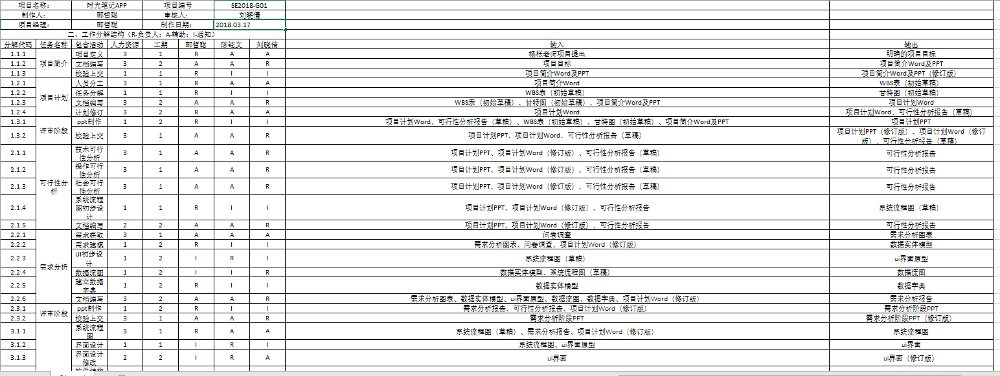 项目名称： 时光笔记APP 项目编号 SE2018-G01
制作人： 郦哲聪 审核人： 刘晓倩
项目经理： 郦哲聪 制作日期： 2018.03.17
二、工作分解结构（R-负责人；A-辅助；I-通知）
分解代码 任务名称 包含活动 人力资源 工期 郦哲聪 陈铉文 刘晓倩 输入 输出
1.1.1 项目定义 3 1 R A A 杨枨老师项目提出 明确的项目目标
1.1.2 项目简介 文档编写 3 2 A A R 项目目标 项目简介Word及PPT
1.1.3 校验上交 1 1 R I I 项目简介Word及PPT 项目简介Word及PPT（修订版）
1.2.1 人员分工 3 1 R A A 项目简介Word WBS表（初始草稿）
1.2.2 项目计划 任务分解 1 1 R I I WBS表（初始草稿） 甘特图（初始草稿）
1.2.3 文档编写 3 2 A A R WBS表（初始草稿）、甘特图（初始草稿）、项目简介Word及PPT 项目计划Word
1.2.4 计划修订 3 2 R A A 项目计划Word 项目计划Word、可行性分析报告（草稿）
1.3.1 评审阶段 ppt制作 1 2 R I I 项目计划Word、可行性分析报告（草稿）、WBS表（初始草稿）、甘特图（初始草稿）、项目简介Word及PPT 项目计划PPT
1.3.2 校验上交 3 1 A A R 项目计划PPT、项目计划Word、可行性分析报告（草稿） 项目计划PPT（修订版）、项目计划Word（修订
版）、可行性分析报告（草稿）
2.1.1 技术可行
性分析 3 1 A A R 项目计划PPT、项目计划Word（修订版）、可行性分析报告（草稿） 可行性分析报告
2.1.2 操作可行
性分析 3 1 A A R 项目计划PPT、项目计划Word（修订版）、可行性分析报告（草稿） 可行性分析报告
可行性分
析
2.1.3 社会可行
性分析 3 1 A A R 项目计划PPT、项目计划Word（修订版）、可行性分析报告（草稿） 可行性分析报告
2.1.4 系统流程
图初步设
计 1 1 R I I 项目计划PPT、项目计划Word（修订版）、可行性分析报告 系统流程图（草稿）
2.1.5 文档编写 2 2 A A R 项目计划PPT、项目计划Word（修订版）、可行性分析报告 可行性分析报告
2.2.1 需求获取 3 1 A A A 问卷调查 需求分析图表
2.2.2 需求建模 1 2 R I I 需求分析图表、问卷调查、项目计划Word（修订版） 数据实体模型
2.2.3 需求分析 UI初步设
计 1 2 I R I 系统流程图（草稿） ui界面原型
2.2.4 数据流图 1 2 I I R 数据实体模型、系统流程图（草稿） 数据流图
2.2.5 建立数据
字典 1 2 R I I 数据实体模型 数据字典
2.2.6 文档编写 3 2 A A R 需求分析图表、数据实体模型、ui界面原型、数据流图、数据字典、项目计划Word（修订版） 需求分析报告
2.3.1 评审阶段 ppt制作 1 2 R I I 需求分析报告、可行性分析报告、项目计划Word（修订版） 需求分析阶段PPT
2.3.2 校验上交 3 1 A A R 需求分析阶段PPT 需求分析阶段PPT（修订版）
3.1.1 系统流程
图 3 1 R A A 系统流程图（草稿）、需求分析报告、项目计划Word（修订版） 系统流程图
3.1.2 界面设计 1 1 I R I 系统流程图、ui界面原型 ui界面
3.1.3 界面设计
修改 2 2 I R A ui界面 ui界面（修订版）